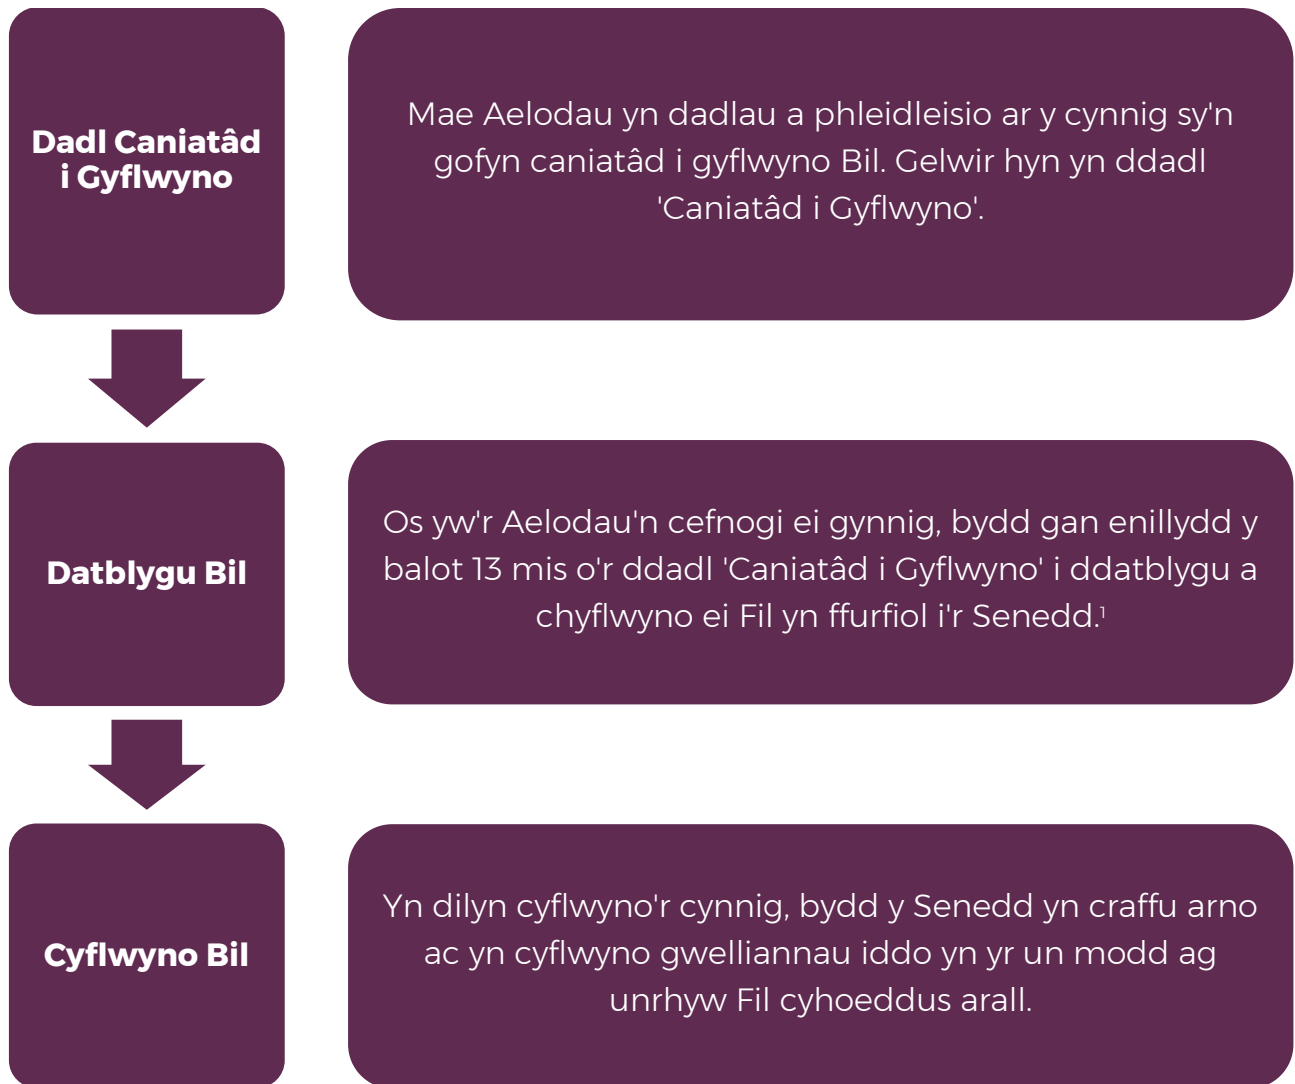 Dadl Caniatâd
i Gyflwyno
Mae Aelodau yn dadlau a phleidleisio ar y cynnig sy'n
gofyn caniatâd i gyflwyno Bil. Gelwir hyn yn ddadl
'Caniatâd i Gyflwyno'.
Datblygu Bil
Os yw'r Aelodau'n cefnogi ei gynnig, bydd gan enillydd y
balot 13 mis o'r ddadl 'Caniatâd i Gyflwyno' i ddatblygu a
chyflwyno ei Fil yn ffurfiol i'r Senedd.¹
Cyflwyno Bil
Yn dilyn cyflwyno'r cynnig, bydd y Senedd yn craffu arno
ac yn cyflwyno gwelliannau iddo yn yr un modd ag
unrhyw Fil cyhoeddus arall.